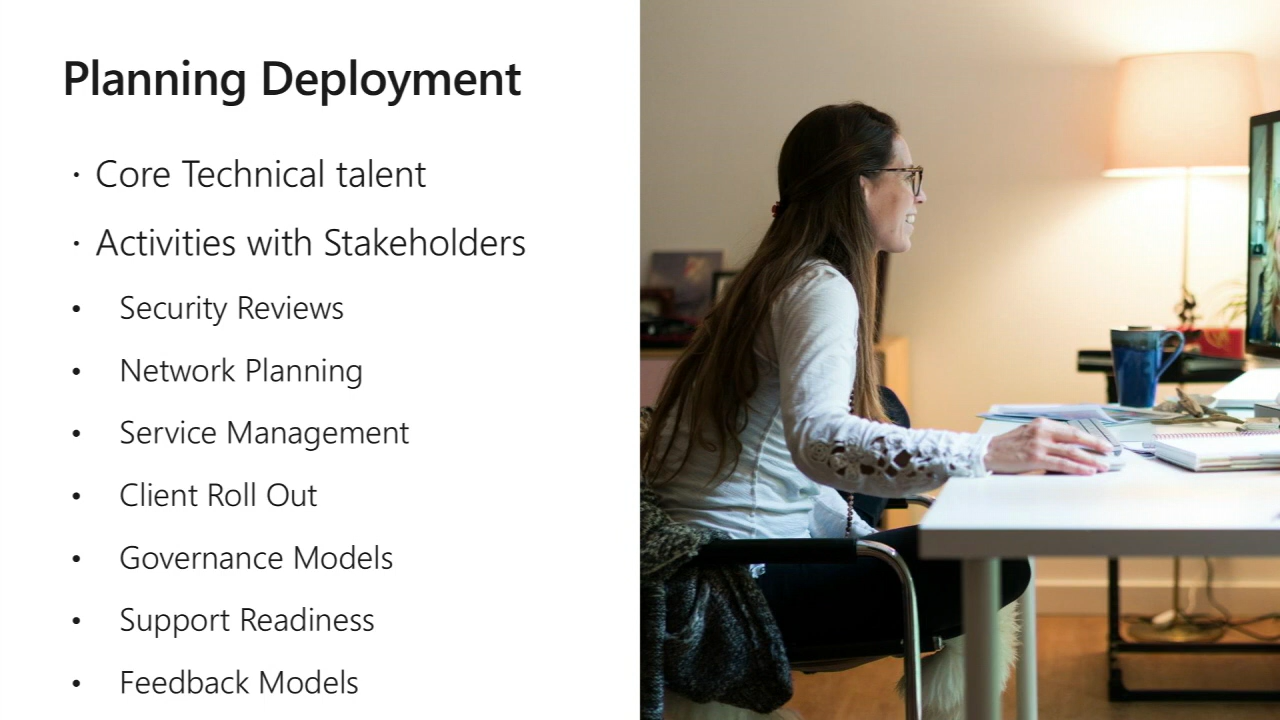 Planning Deployment
· Core Technical talent
· Activities with Stakeholders
• Security Reviews
• Network Planning
• Service Management
• Client Roll Out
• Governance Models
• Support Readiness
• Feedback Models